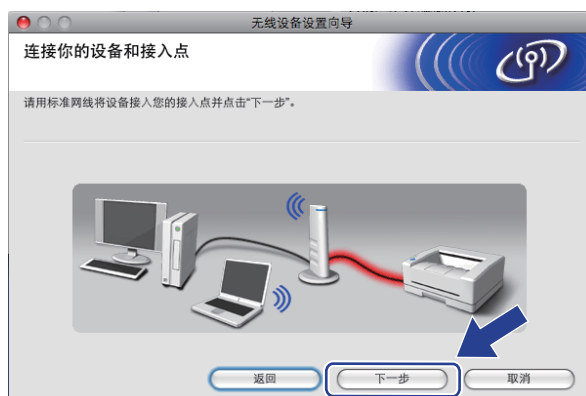 无线设备设置向导
连接你的设备和接入点
请用标准网线将设备接入您的接入点并点击“下一步”。
返回
下一步
取消